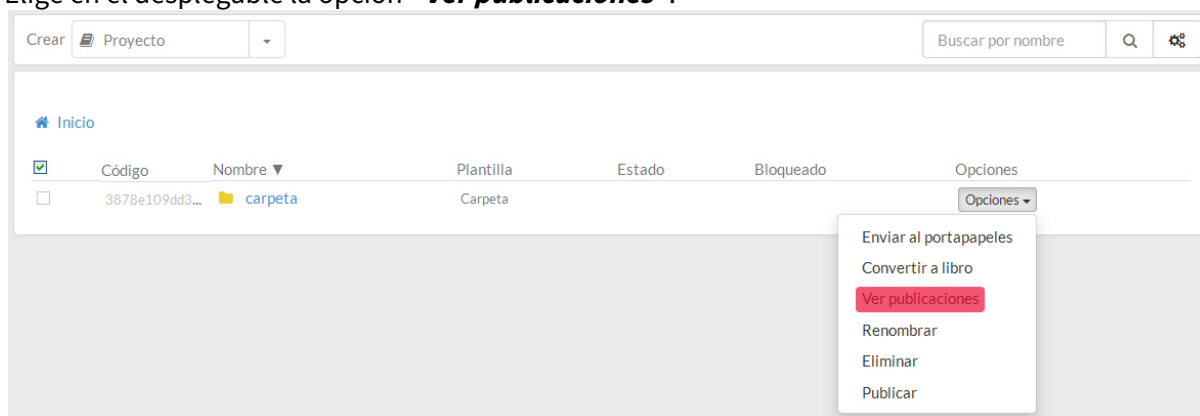 Elige en el desplegable la opción "Ver publicaciones".
Crear Proyecto Buscar por nombre
Inicio
Código Nombre ▼ Plantilla Estado Bloqueado Opciones
3878e109dd3... carpeta Carpeta Opciones
Enviar al portapapeles
Convertir a libro
Ver publicaciones
Renombrar
Eliminar
Publicar